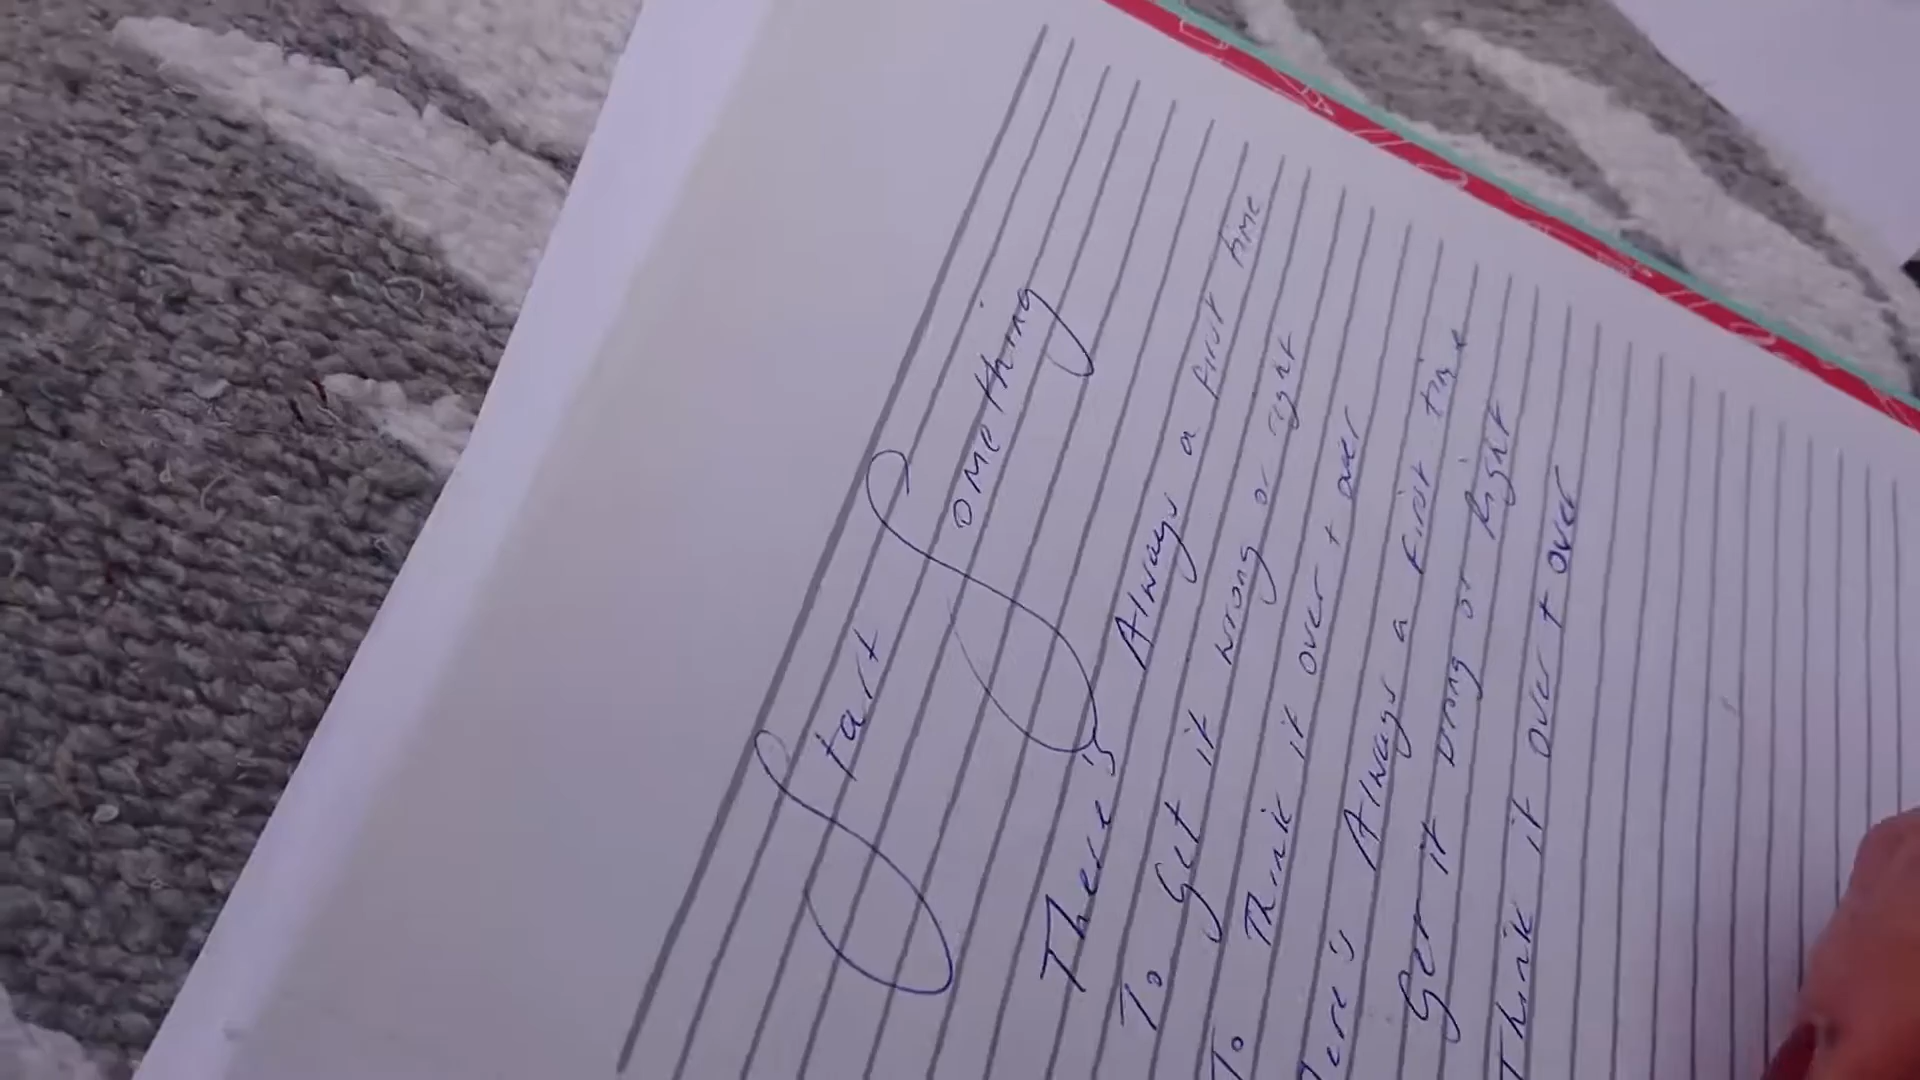 Start Something
There's Always a first time
To Get it wrong or right
To Think it over + over
Here's Always a first time
Get it wrong or Right
Think it over + over